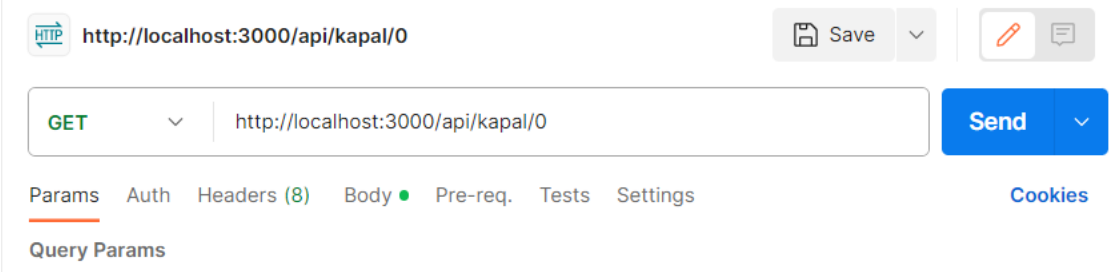 HTTP http://localhost:3000/api/kapal/0 Save
GET http://localhost:3000/api/kapal/0 Send
Params Auth Headers (8) Body Pre-req. Tests Settings Cookies
Query Params